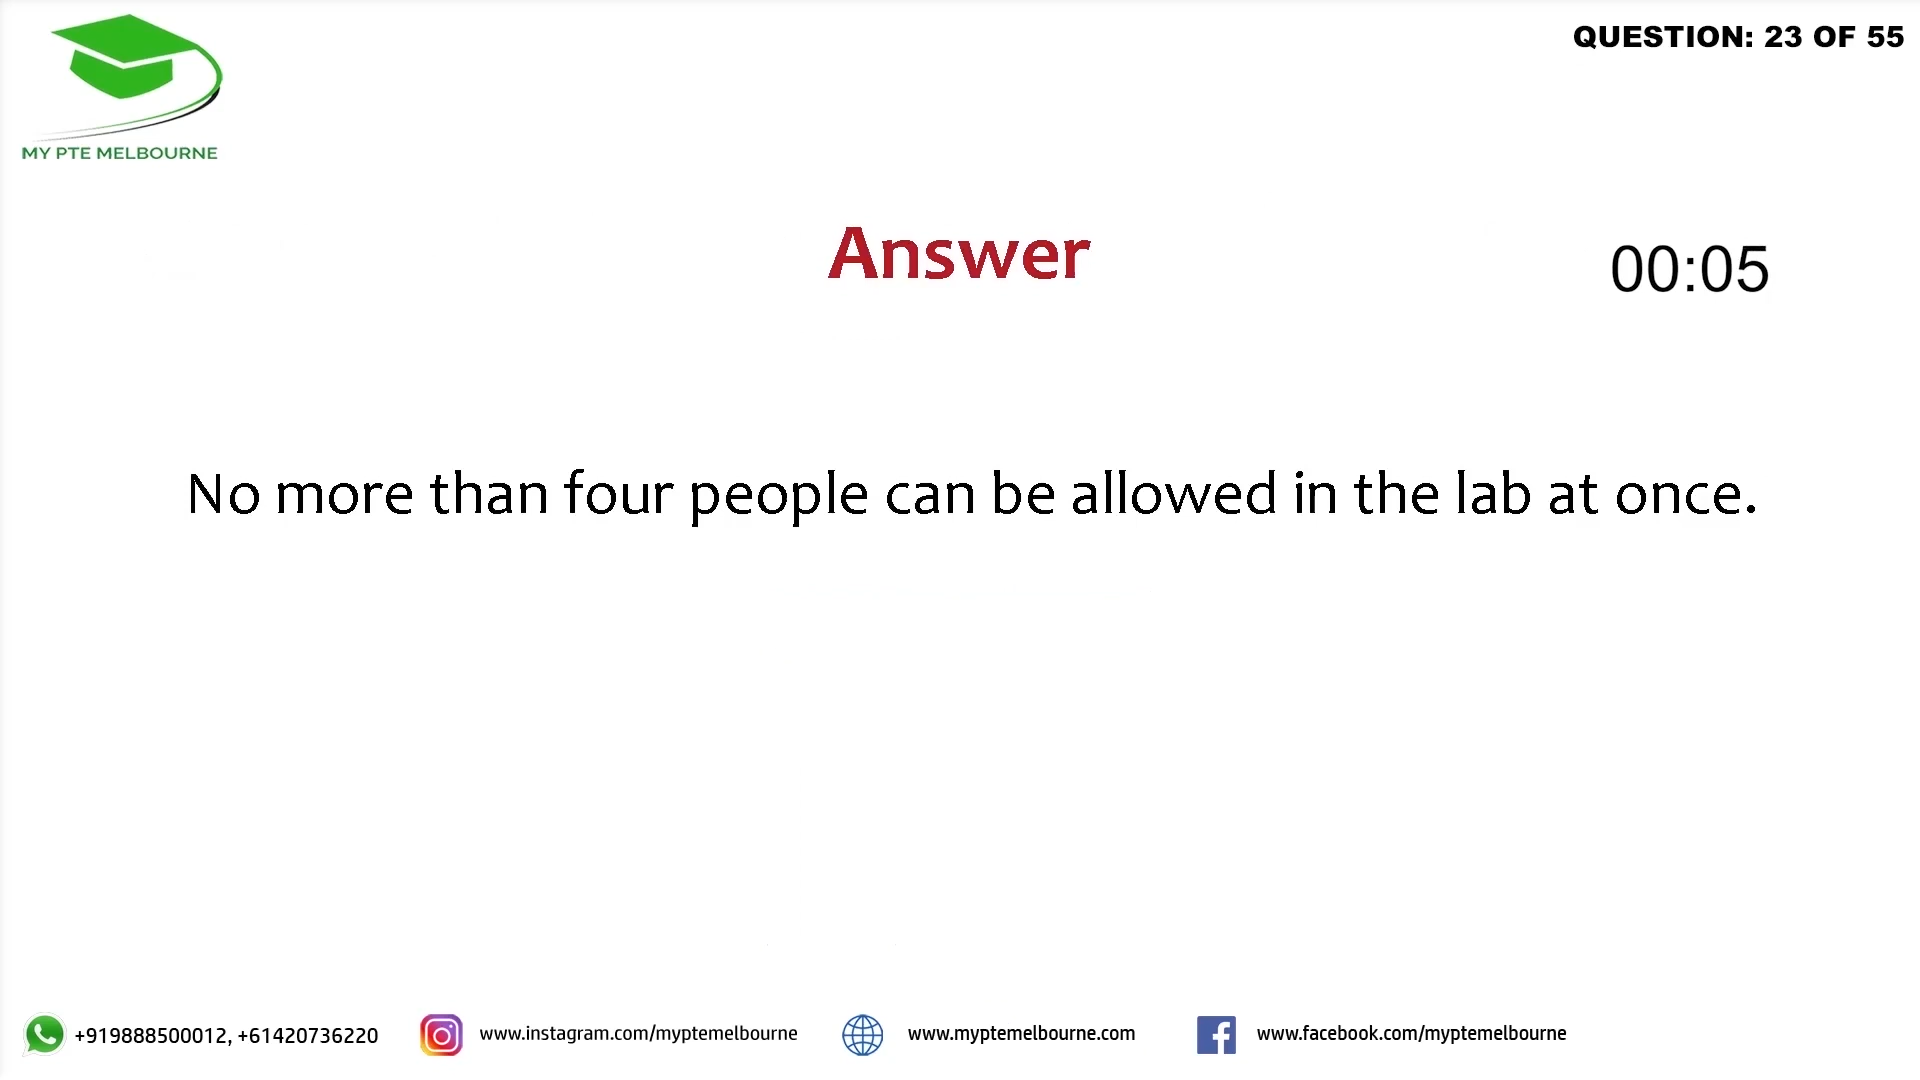 QUESTION: 23 OF 55
MY PTE MELBOURNE
Answer
00:05
No more than four people can be allowed in the lab at once.
+919888500012, +61420736220
www.instagram.com/myptemelbourne
www.myptemelbourne.com
www.facebook.com/myptemelbourne